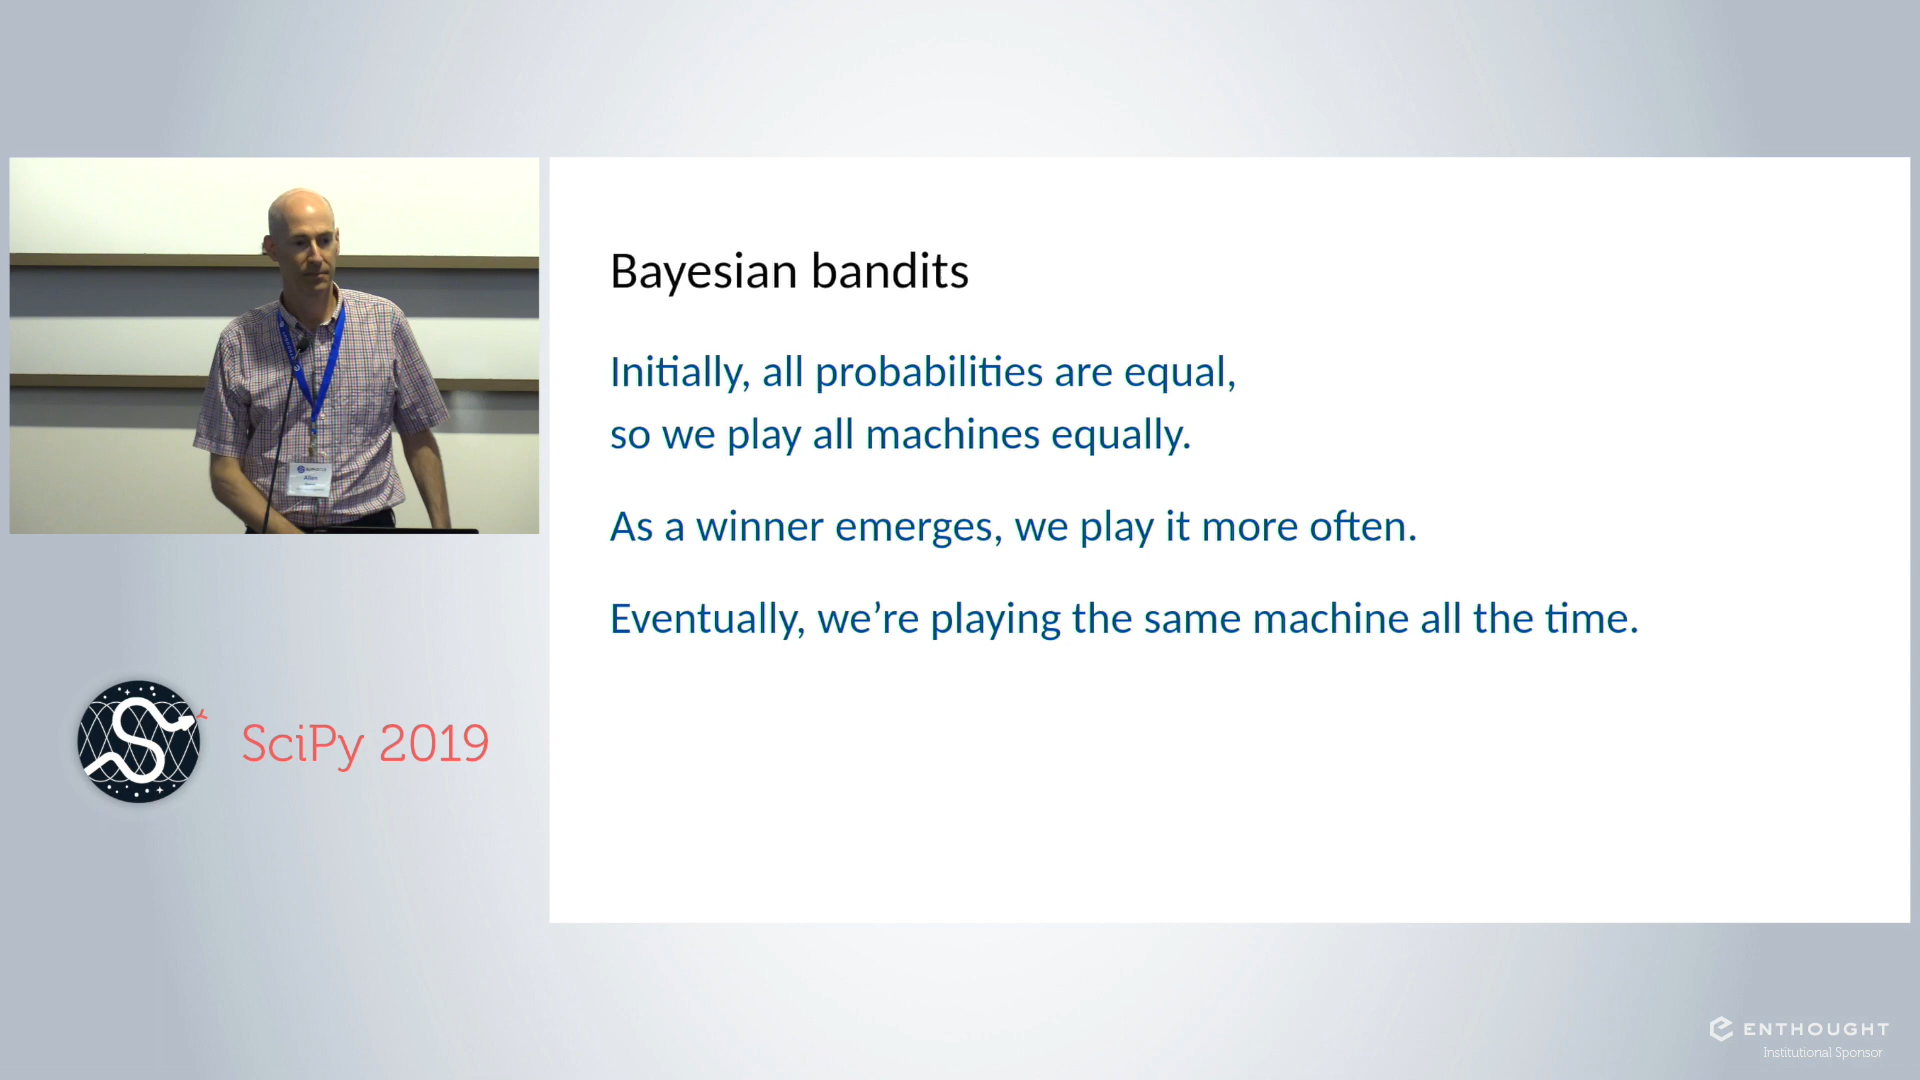 Bayesian bandits
Initially, all probabilities are equal,
so we play all machines equally.
As a winner emerges, we play it more often.
Eventually, we’re playing the same machine all the time.
Allen
SciPy 2019
ENTHOUGHT
Institutional Sponsor